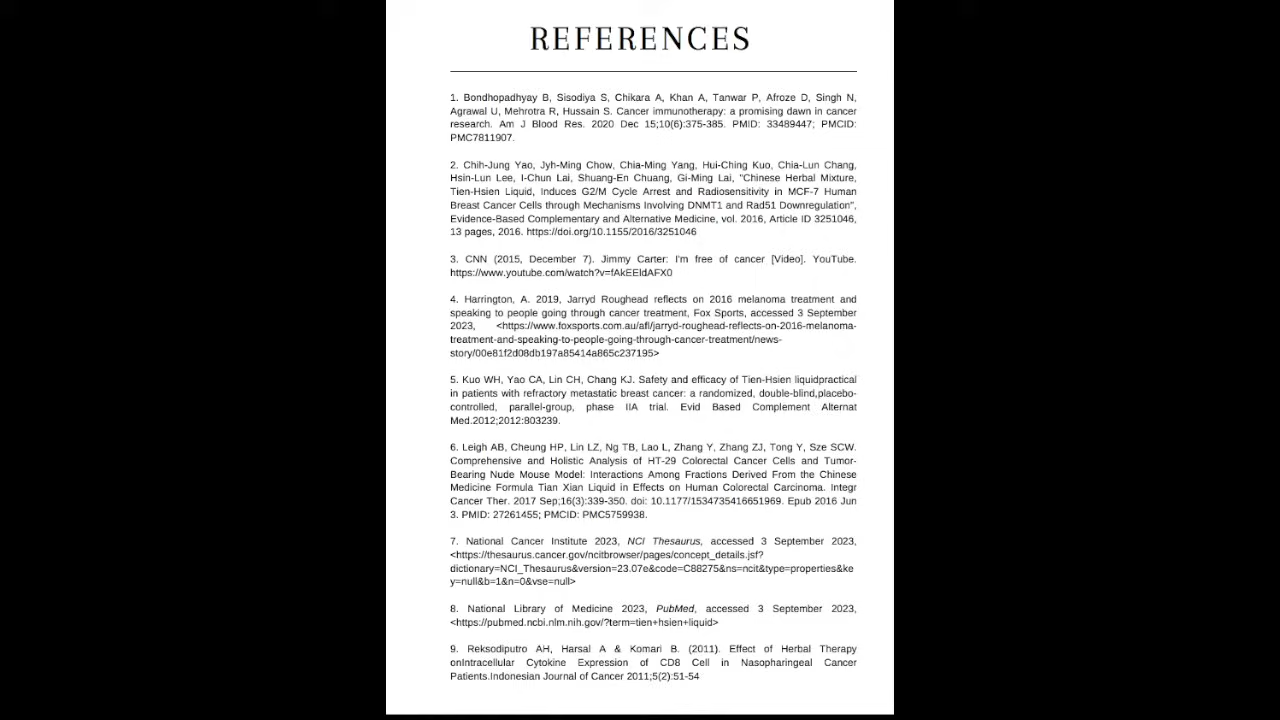 REFERENCES
1. Bondhopadhyay B, Sisodiya S, Chikara A, Khan A, Tanwar P, Afroze D, Singh N,
Agrawal U, Mehrotra R, Hussain S. Cancer immunotherapy: a promising dawn in cancer
research. Am J Blood Res. 2020 Dec 15;10(6):375-385. PMID: 33489447; PMCID:
PMC7811907.
2. Chih-Jung Yao, Jyh-Ming Chow, Chia-Ming Yang, Hui-Ching Kuo, Chia-Lun Chang,
Hsin-Lun Lee, I-Chun Lai, Shuang-En Chuang, Gi-Ming Lai, "Chinese Herbal Mixture,
Tien-Hsien Liquid, Induces G2/M Cycle Arrest and Radiosensitivity in MCF-7 Human
Breast Cancer Cells through Mechanisms Involving DNMT1 and Rad51 Downregulation",
Evidence-Based Complementary and Alternative Medicine, vol. 2016, Article ID 3251046,
13 pages, 2016. https://doi.org/10.1155/2016/3251046
3. CNN (2015, December 7). Jimmy Carter: I'm free of cancer [Video]. YouTube.
https://www.youtube.com/watch?v=fAkEEldAFX0
4. Harrington, A. 2019, Jarryd Roughead reflects on 2016 melanoma treatment and
speaking to people going through cancer treatment, Fox Sports, accessed 3 September
2023, <https://www.foxsports.com.au/afl/jarryd-roughead-reflects-on-2016-melanoma-
treatment-and-speaking-to-people-going-through-cancer-treatment/news-
story/00e81f2d08db197a85414a865c237195>
5. Kuo WH, Yao CA, Lin CH, Chang KJ. Safety and efficacy of Tien-Hsien liquidpractical
in patients with refractory metastatic breast cancer: a randomized, double-blind,placebo-
controlled, parallel-group, phase IIA trial. Evid Based Complement Alternat
Med.2012;2012:803239.
6. Leigh AB, Cheung HP, Lin LZ, Ng TB, Lao L, Zhang Y, Zhang ZJ, Tong Y, Sze SCW.
Comprehensive and Holistic Analysis of HT-29 Colorectal Cancer Cells and Tumor-
Bearing Nude Mouse Model: Interactions Among Fractions Derived From the Chinese
Medicine Formula Tian Xian Liquid in Effects on Human Colorectal Carcinoma. Integr
Cancer Ther. 2017 Sep;16(3):339-350. doi: 10.1177/1534735416651969. Epub 2016 Jun
3. PMID: 27261455; PMCID: PMC5759938.
7. National Cancer Institute 2023, NCI Thesaurus, accessed 3 September 2023,
<https://thesaurus.cancer.gov/ncitbrowser/pages/concept_details.jsf?
dictionary=NCI_Thesaurus&version=23.07e&code=C88275&ns=ncit&type=properties&ke
y=null&b=1&n=0&vse=null>
8. National Library of Medicine 2023, PubMed, accessed 3 September 2023,
<https://pubmed.ncbi.nlm.nih.gov/?term=tien+hsien+liquid>
9. Reksodiputro AH, Harsal A & Komari B. (2011). Effect of Herbal Therapy
onIntracellular Cytokine Expression of CD8 Cell in Nasopharingeal Cancer
Patients.Indonesian Journal of Cancer 2011;5(2):51-54